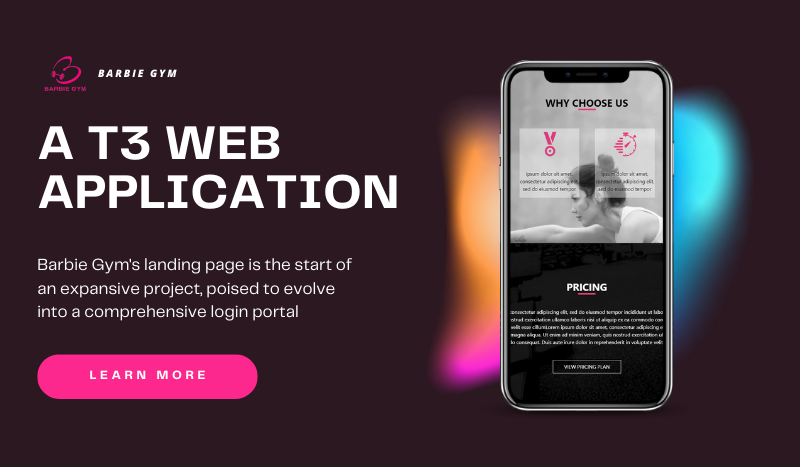 BARBIE GYM
BARBIE GYM
A T3 WEB
APPLICATION
Barbie Gym's landing page is the start of
an expansive project, poised to evolve
into a comprehensive login portal
LEARN MORE
WHY CHOOSE US
ipsum dolor sit amet,
consectetur adipiscing elit,
sed do eiusmod tempor
ipsum dolor sit amet,
consectetur adipiscing elit,
sed do eiusmod tempor
PRICING
consectetur adipiscing elit, sed do eiusmod tempor incididunt ut labo
nostrud exercitation ullamco laboris nisi ut aliquip ex ea commodo con
velit esse cillumLorem ipsum dolor sit amet, consectetur adipiscing e
magna aliqua. Ut enim ad minim veniam, quis nostrud exercitation ul
do consequat. Duis aute irure dolor in reprehenderit in voluptate velit
VIEW PRICING PLAN